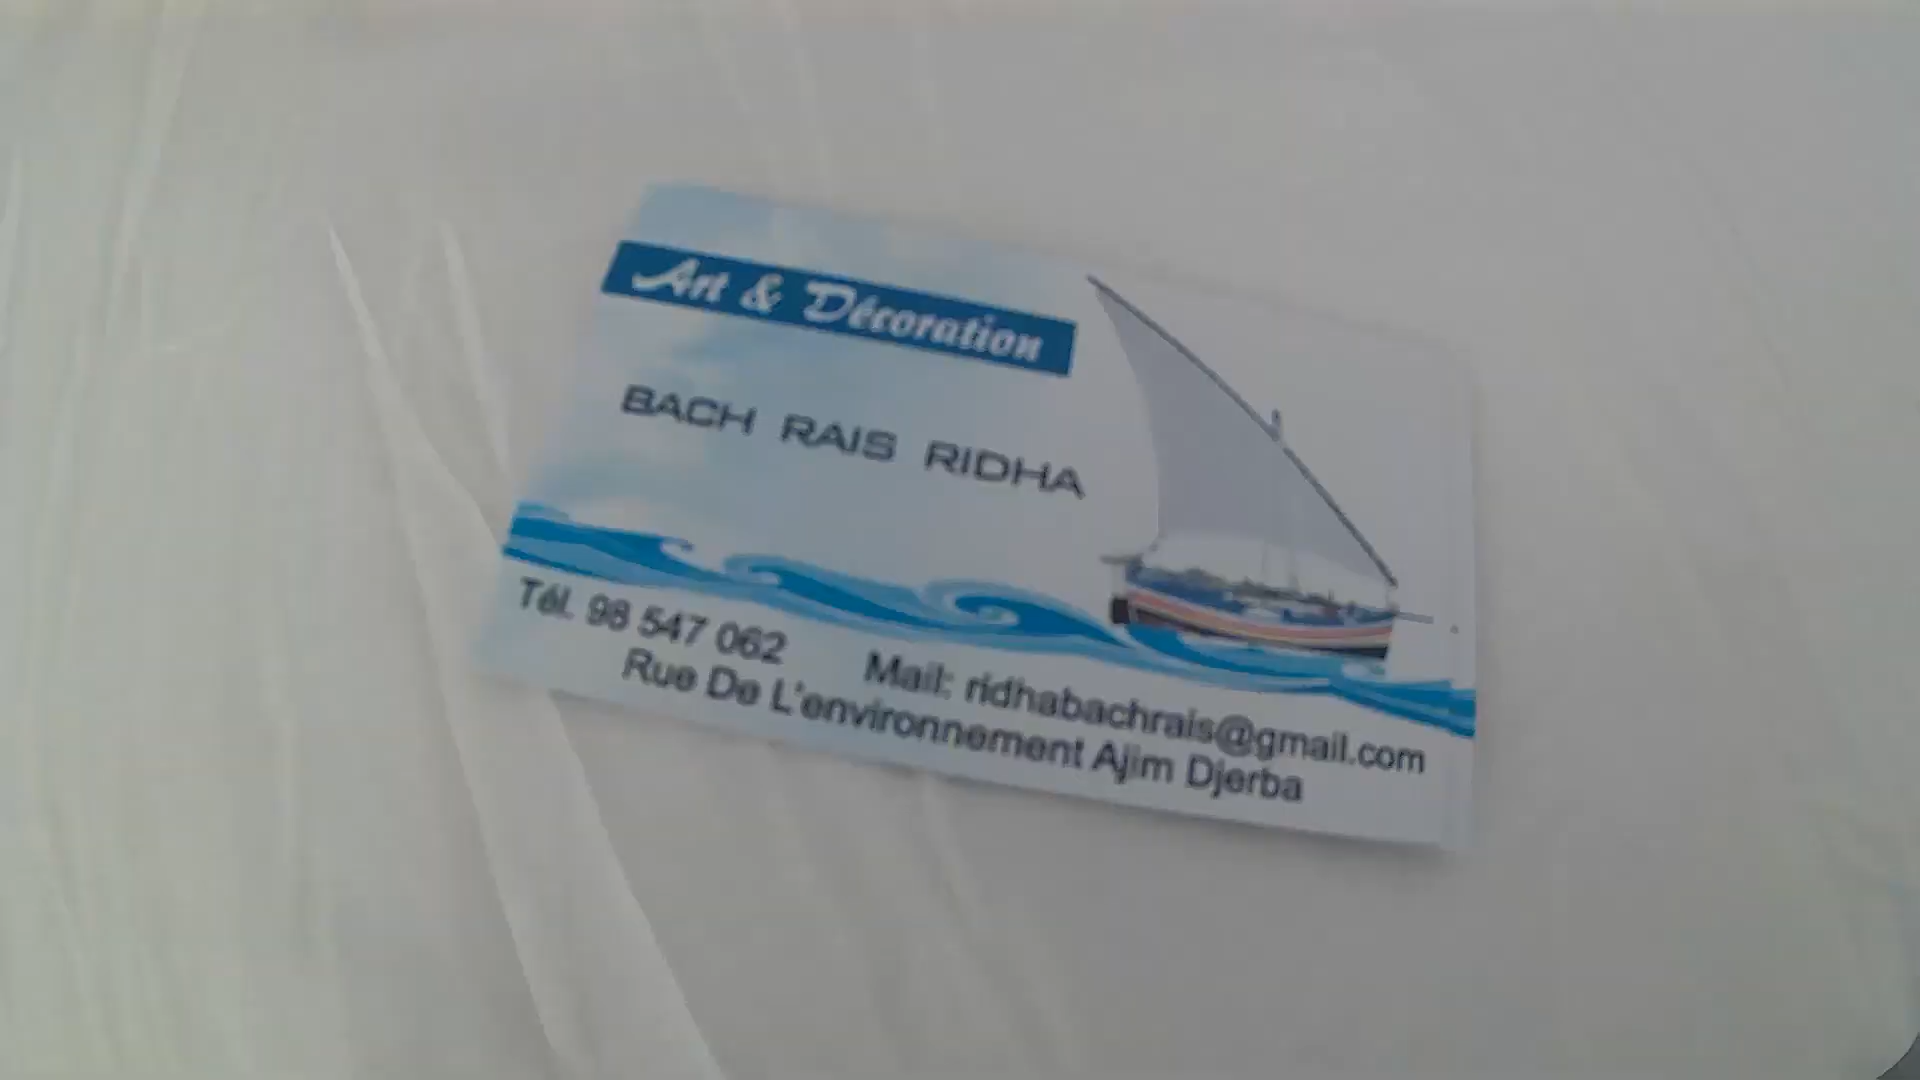 Art & Décoration
BACH RAIS RIDHA
Tél. 98 547 062 Mail: ridhabachrais@gmail.com
Rue De L'environnement Ajim Djerba